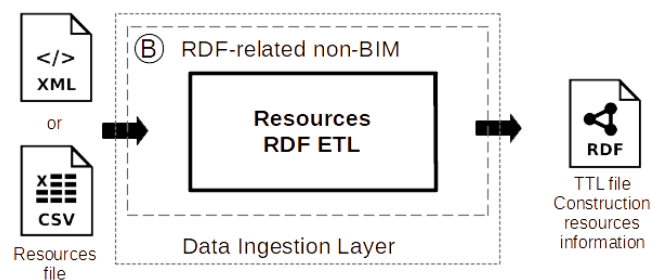 </>
XML
or
X
CSV
Resources
file
B RDF-related non-BIM
Resources
RDF ETL
Data Ingestion Layer
RDF
TTL file
Construction
resources
information